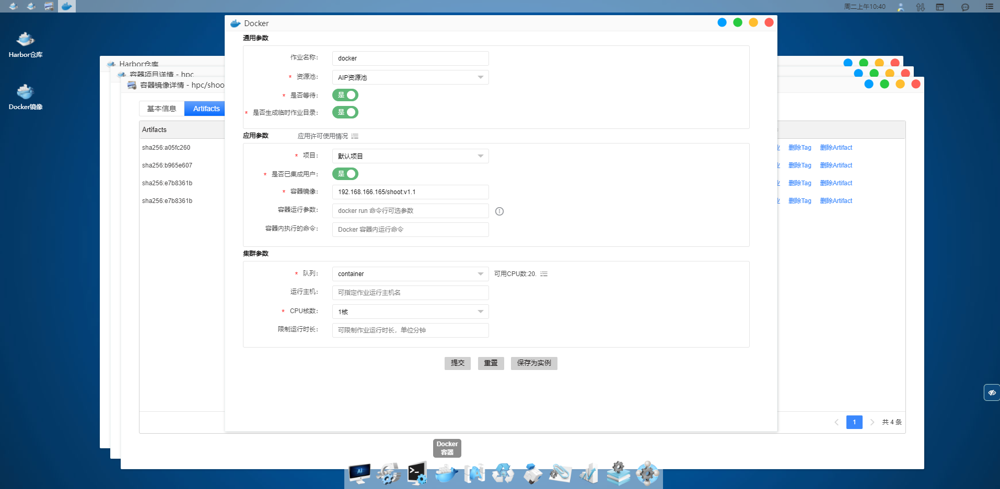 周二上午10:40
Harbor仓库
Docker镜像
Harbor仓库
容器项目详情 - hpc
容器镜像详情 - hpc/shoo
基本信息
Artifacts
Artifacts
sha256:a05fc260
删除Tag 删除Artifact
sha256:b965e607
删除Tag 删除Artifact
sha256:e7b8361b
删除Tag 删除Artifact
sha256:e7b8361b
删除Tag 删除Artifact
1
共 4 条
Docker
通用参数
作业名称: docker
* 资源池: AIP资源池
* 是否等待: 是
* 是否生成临时作业目录: 是
应用参数 应用许可使用情况
* 项目: 默认项目
* 是否已集成用户: 是
* 容器镜像: 192.168.166.165/shoot:v1.1
容器运行参数: docker run 命令行可选参数
容器内执行的命令: Docker 容器内运行命令
集群参数
* 队列: container 可用CPU数:20.
运行主机: 可指定作业运行主机名
* CPU核数: 1核
限制运行时长: 可限制作业运行时长，单位分钟
提交 重置 保存为实例
Docker
容器
Ai